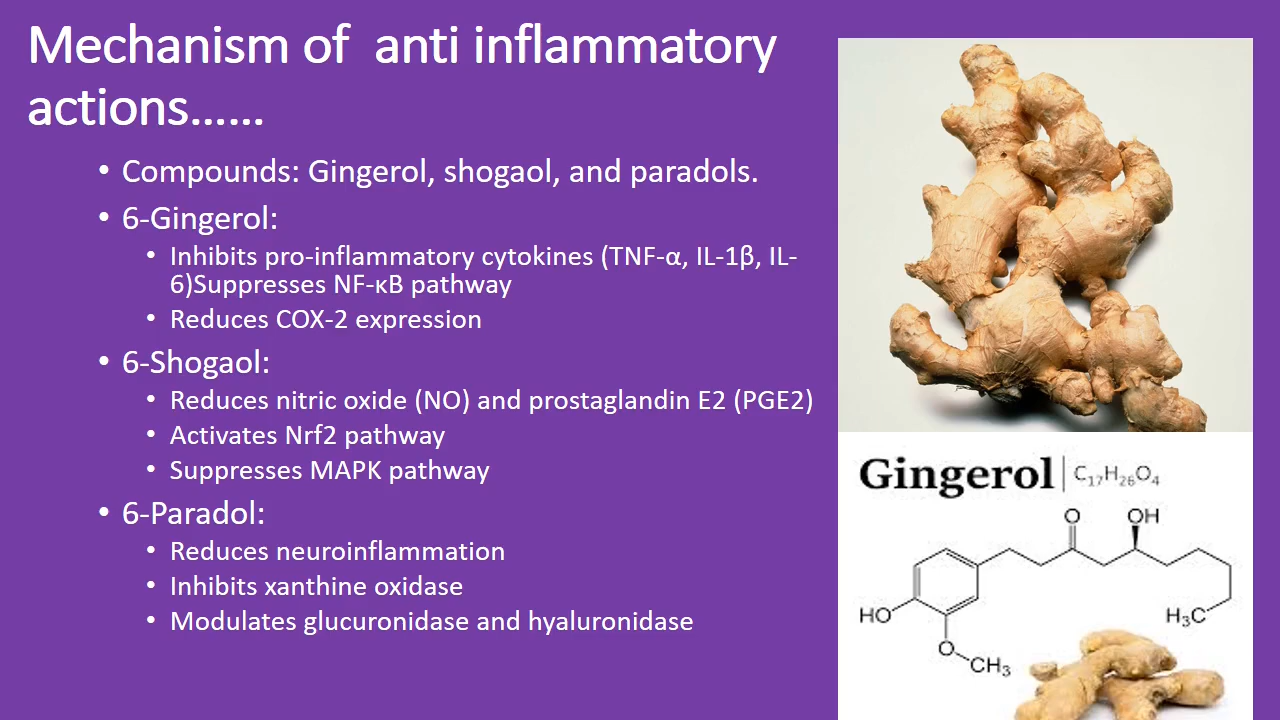 Mechanism of  anti inflammatory
actions……
• Compounds: Gingerol, shogaol, and paradols.
• 6-Gingerol:
• Inhibits pro-inflammatory cytokines (TNF-α, IL-1β, IL-
6)Suppresses NF-κB pathway
• Reduces COX-2 expression
• 6-Shogaol:
• Reduces nitric oxide (NO) and prostaglandin E2 (PGE2)
• Activates Nrf2 pathway
• Suppresses MAPK pathway
• 6-Paradol:
• Reduces neuroinflammation
• Inhibits xanthine oxidase
• Modulates glucuronidase and hyaluronidase
Gingerol | C₁₇H₂₆O₄
O OH
HO H₃C
O CH₃